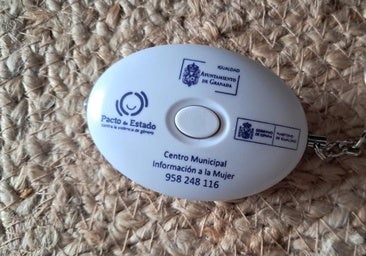 IGUALDAD
AYUNTAMIENTO
DE GRANADA
Pacto de Estado
contra la violencia de género
GOBIERNO
DE ESPAÑA
MINISTERIO
DE IGUALDAD
Centro Municipal
Información a la Mujer
958 248 116